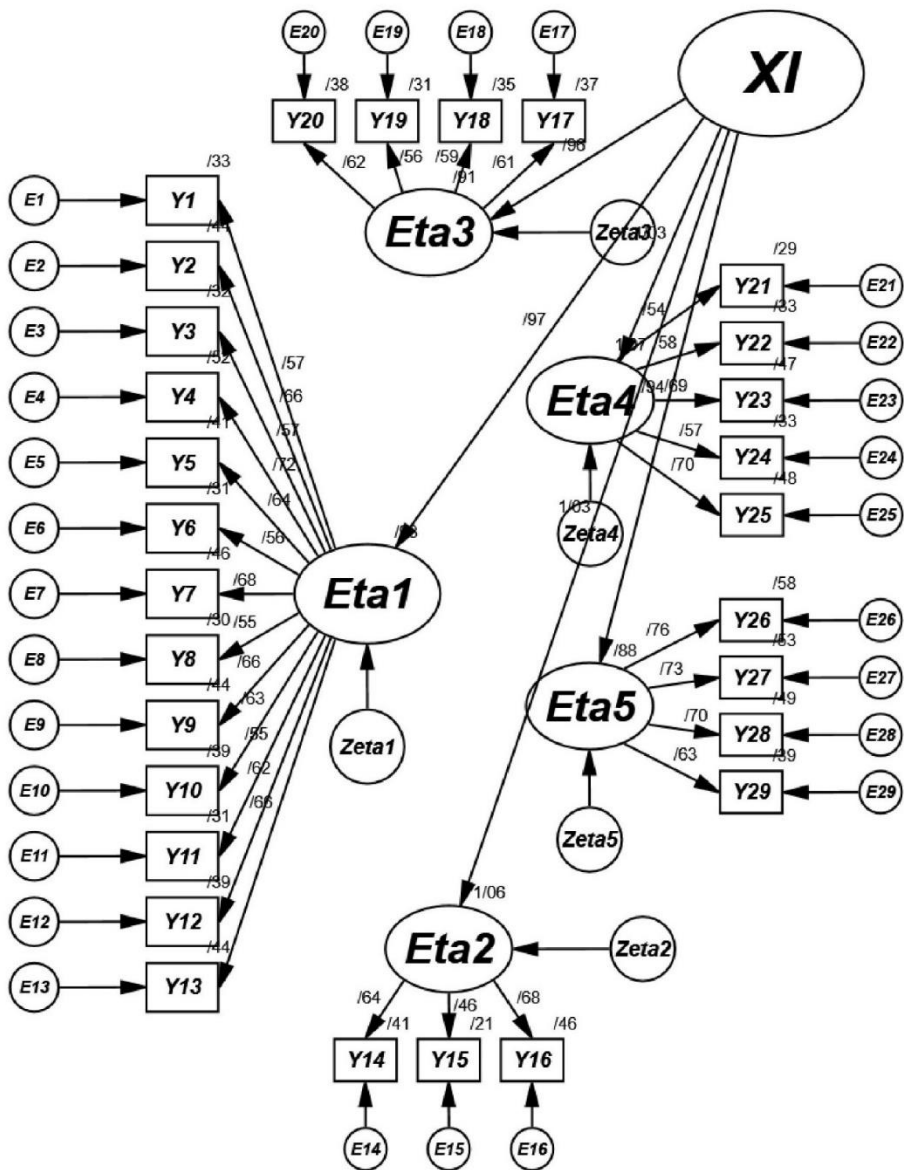 E20 E19 E18 E17
XI
/38 /31 /35 /37
Y20 Y19 Y18 Y17
/62 /56 /59 /61 /98
/91
Eta3
Zeta3
/33
E1 Y1
/44
E2 Y2
/32
E3 Y3
/52
E4 Y4
/41
E5 Y5
/31
E6 Y6
/46
E7 Y7
/30
E8 Y8
/44
E9 Y9
/39
E10 Y10
/31
E11 Y11
/39
E12 Y12
/44
E13 Y13
/57
/66
/57
/72
/64
/56
/68
/55
/66
/63
/55
/62
/66
Eta1
Zeta1
/97
/29
Y21 E21
/33
Y22 E22
/47
Y23 E23
/33
Y24 E24
/48
Y25 E25
/54
/58
/94 /69
/57
/70
Eta4
1/03
Zeta4
/58
Y26 E26
/53
Y27 E27
/49
Y28 E28
/39
Y29 E29
/76
/88
/73
/70
/63
Eta5
Zeta5
1/06
Eta2
Zeta2
/64 /46 /68
/41 /21 /46
Y14 Y15 Y16
E14 E15 E16